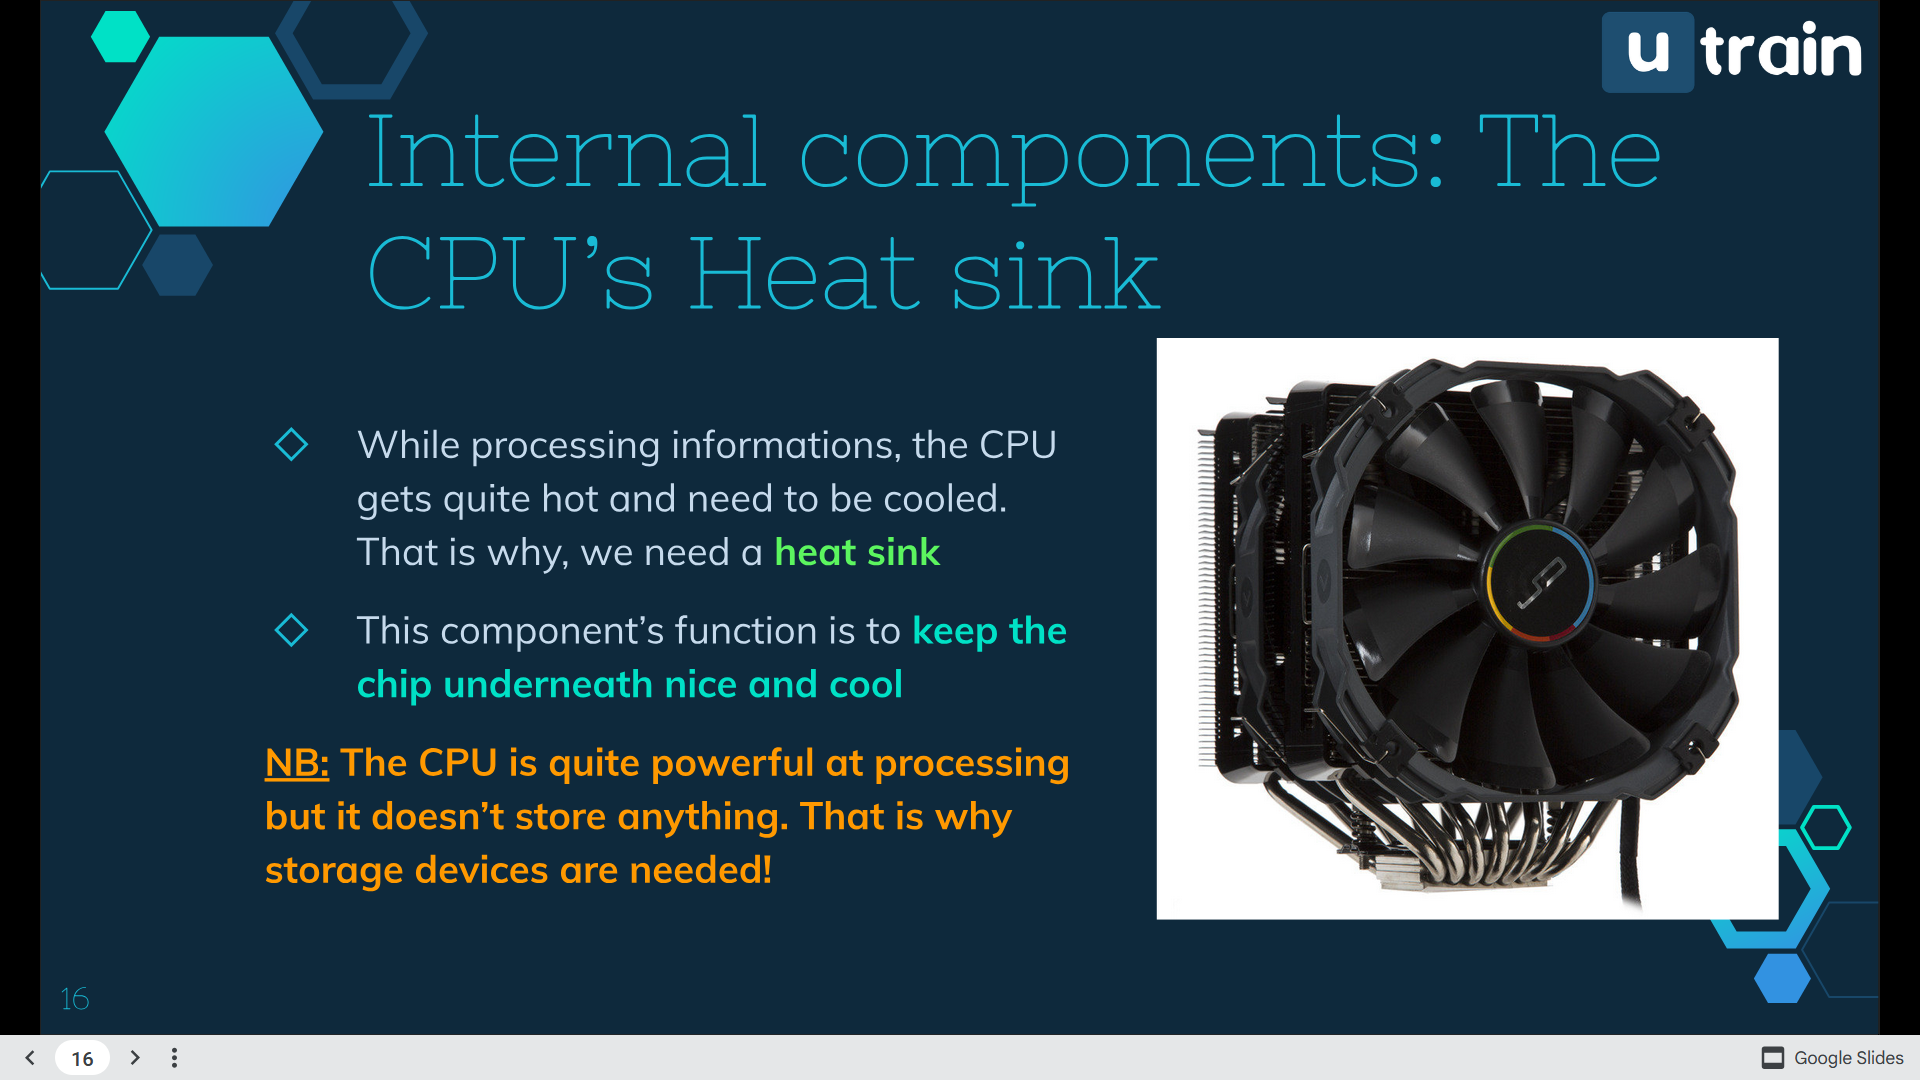 u train
Internal components: The
CPU’s Heat sink
While processing informations, the CPU
gets quite hot and need to be cooled.
That is why, we need a heat sink
This component’s function is to keep the
chip underneath nice and cool
NB: The CPU is quite powerful at processing
but it doesn’t store anything. That is why
storage devices are needed!
16
16
Google Slides